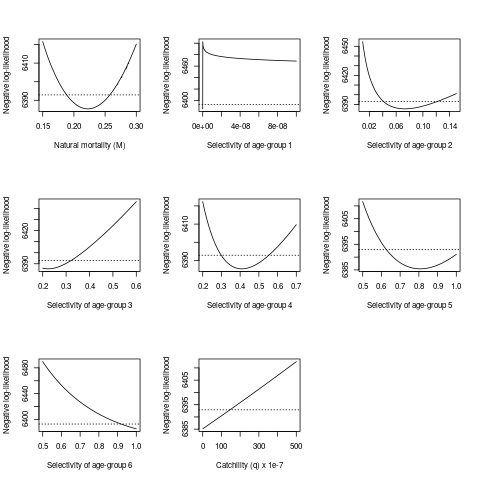 Negative log-likelihood
6390 6410
0.15 0.20 0.25 0.30
Natural mortality (M)
Negative log-likelihood
6400 6460
0e+00 4e-08 8e-08
Selectivity of age-group 1
Negative log-likelihood
6390 6420 6450
0.02 0.06 0.10 0.14
Selectivity of age-group 2
Negative log-likelihood
6390 6420
0.2 0.3 0.4 0.5 0.6
Selectivity of age-group 3
Negative log-likelihood
6390 6410
0.2 0.3 0.4 0.5 0.6 0.7
Selectivity of age-group 4
Negative log-likelihood
6385 6395 6405
0.5 0.6 0.7 0.8 0.9 1.0
Selectivity of age-group 5
Negative log-likelihood
6400 6440 6480
0.5 0.6 0.7 0.8 0.9 1.0
Selectivity of age-group 6
Negative log-likelihood
6385 6395 6405
0 100 300 500
Catchility (q) x 1e-7